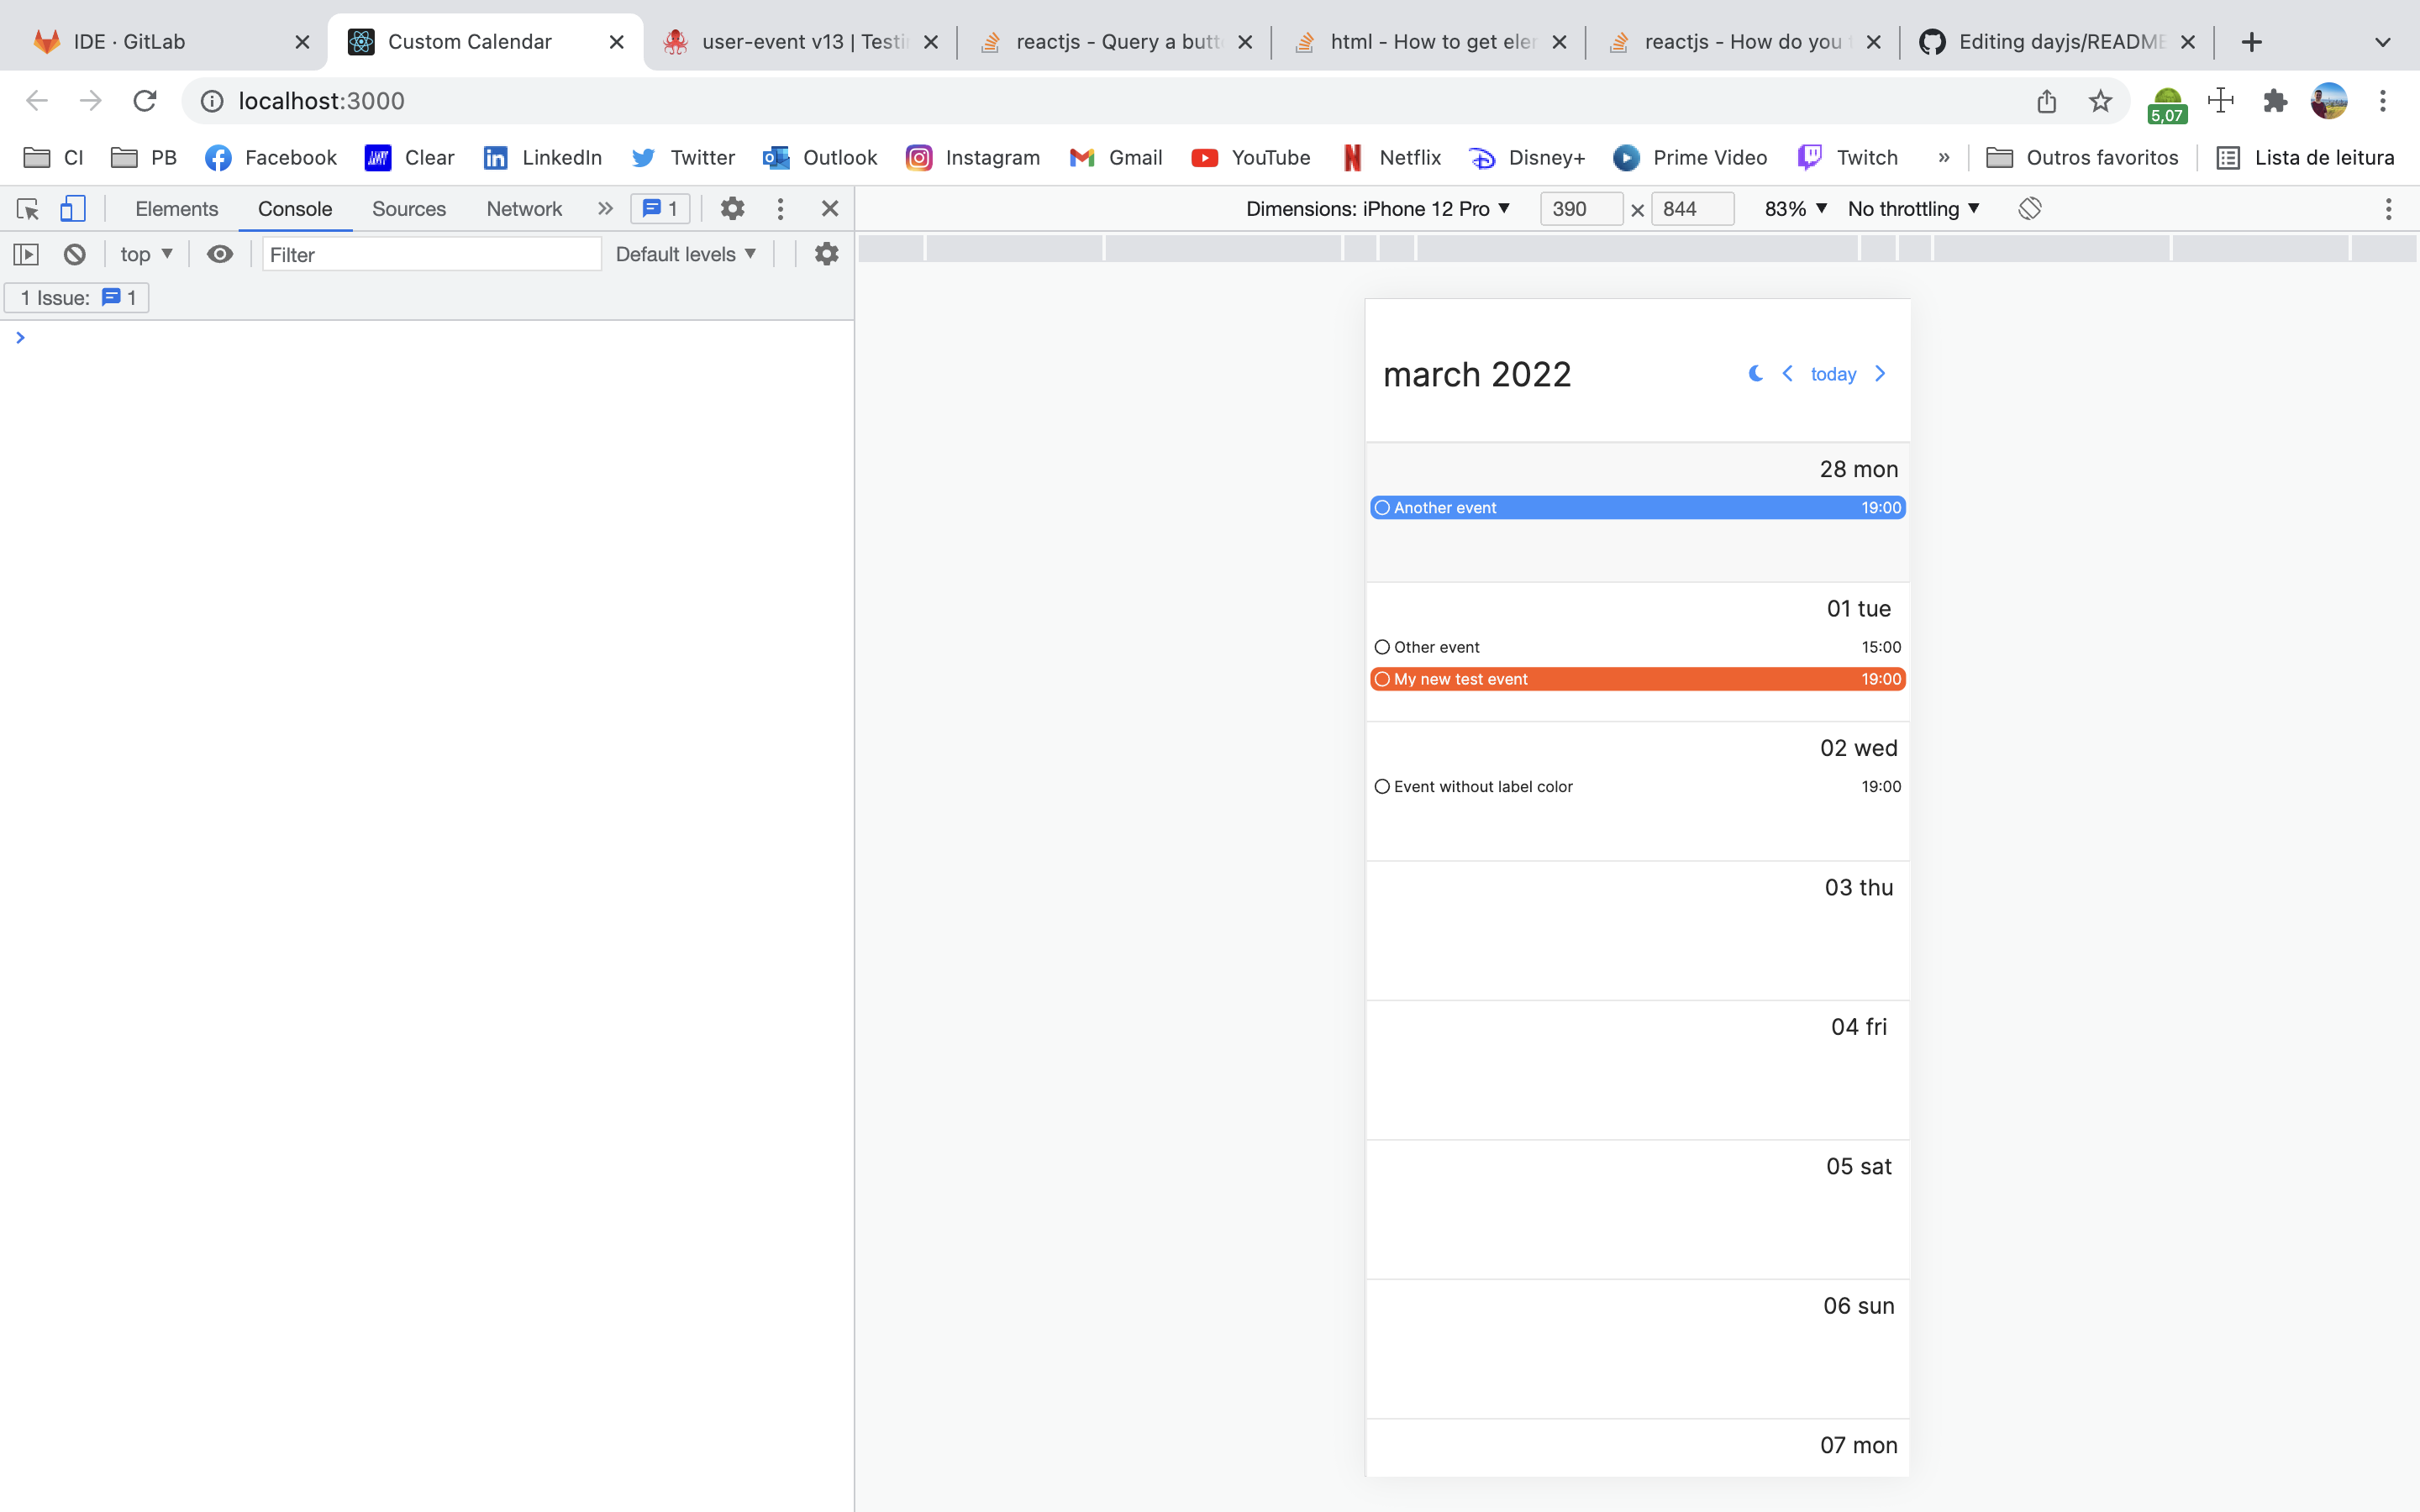 IDE · GitLab
Custom Calendar
user-event v13 | Testi
reactjs - Query a butt
html - How to get eler
reactjs - How do you
Editing dayjs/README
localhost:3000
5,07
CI
PB
Facebook
Clear
LinkedIn
Twitter
Outlook
Instagram
Gmail
YouTube
Netflix
Disney+
Prime Video
Twitch
»
Outros favoritos
Lista de leitura
Elements
Console
Sources
Network
1
Dimensions: iPhone 12 Pro
390
×
844
83%
No throttling
top
Filter
Default levels
1 Issue: 1
march 2022
today
28 mon
Another event 19:00
01 tue
Other event 15:00
My new test event 19:00
02 wed
Event without label color 19:00
03 thu
04 fri
05 sat
06 sun
07 mon